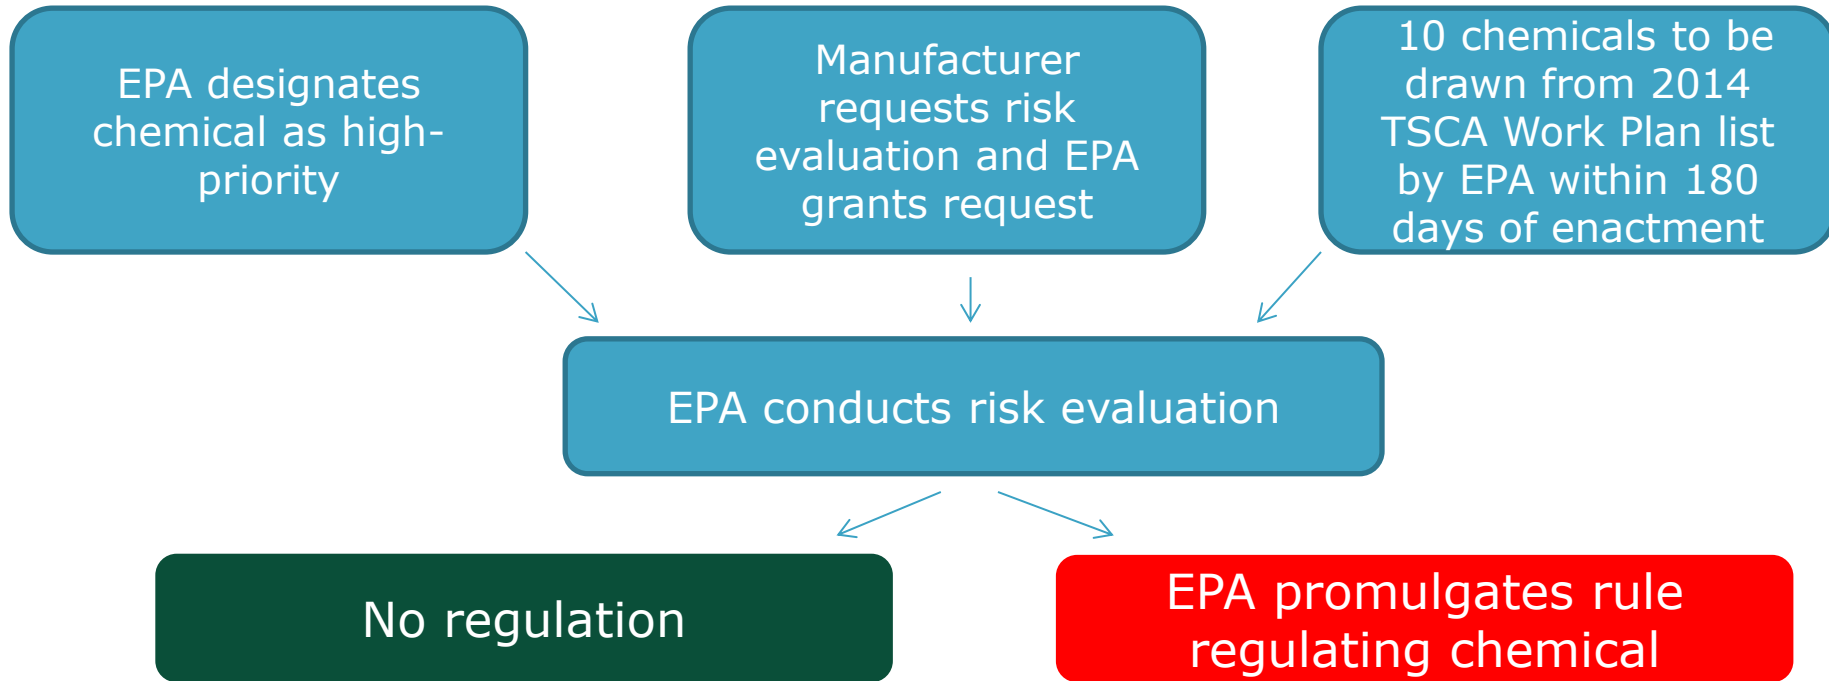 EPA designates
chemical as high-
priority
Manufacturer
requests risk
evaluation and EPA
grants request
10 chemicals to be
drawn from 2014
TSCA Work Plan list
by EPA within 180
days of enactment
EPA conducts risk evaluation
No regulation
EPA promulgates rule
regulating chemical